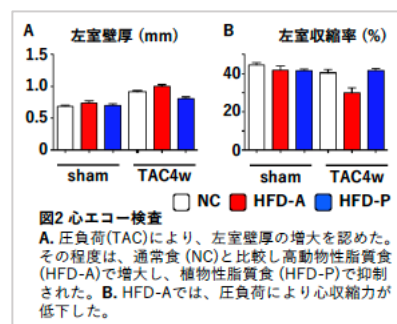 A 左室壁厚 (mm)
1.5
1.0
0.5
0
sham TAC4w
B 左室収縮率 (%)
40
20
0
sham TAC4w
NC HFD-A HFD-P
図2 心エコー検査
A. 圧負荷(TAC)により、左室壁厚の増大を認めた。
その程度は、通常食 (NC)と比較し高動物性脂質食
(HFD-A)で増大し、植物性脂質食 (HFD-P)で抑制
された。B. HFD-Aでは、圧負荷により心収縮力が
低下した。